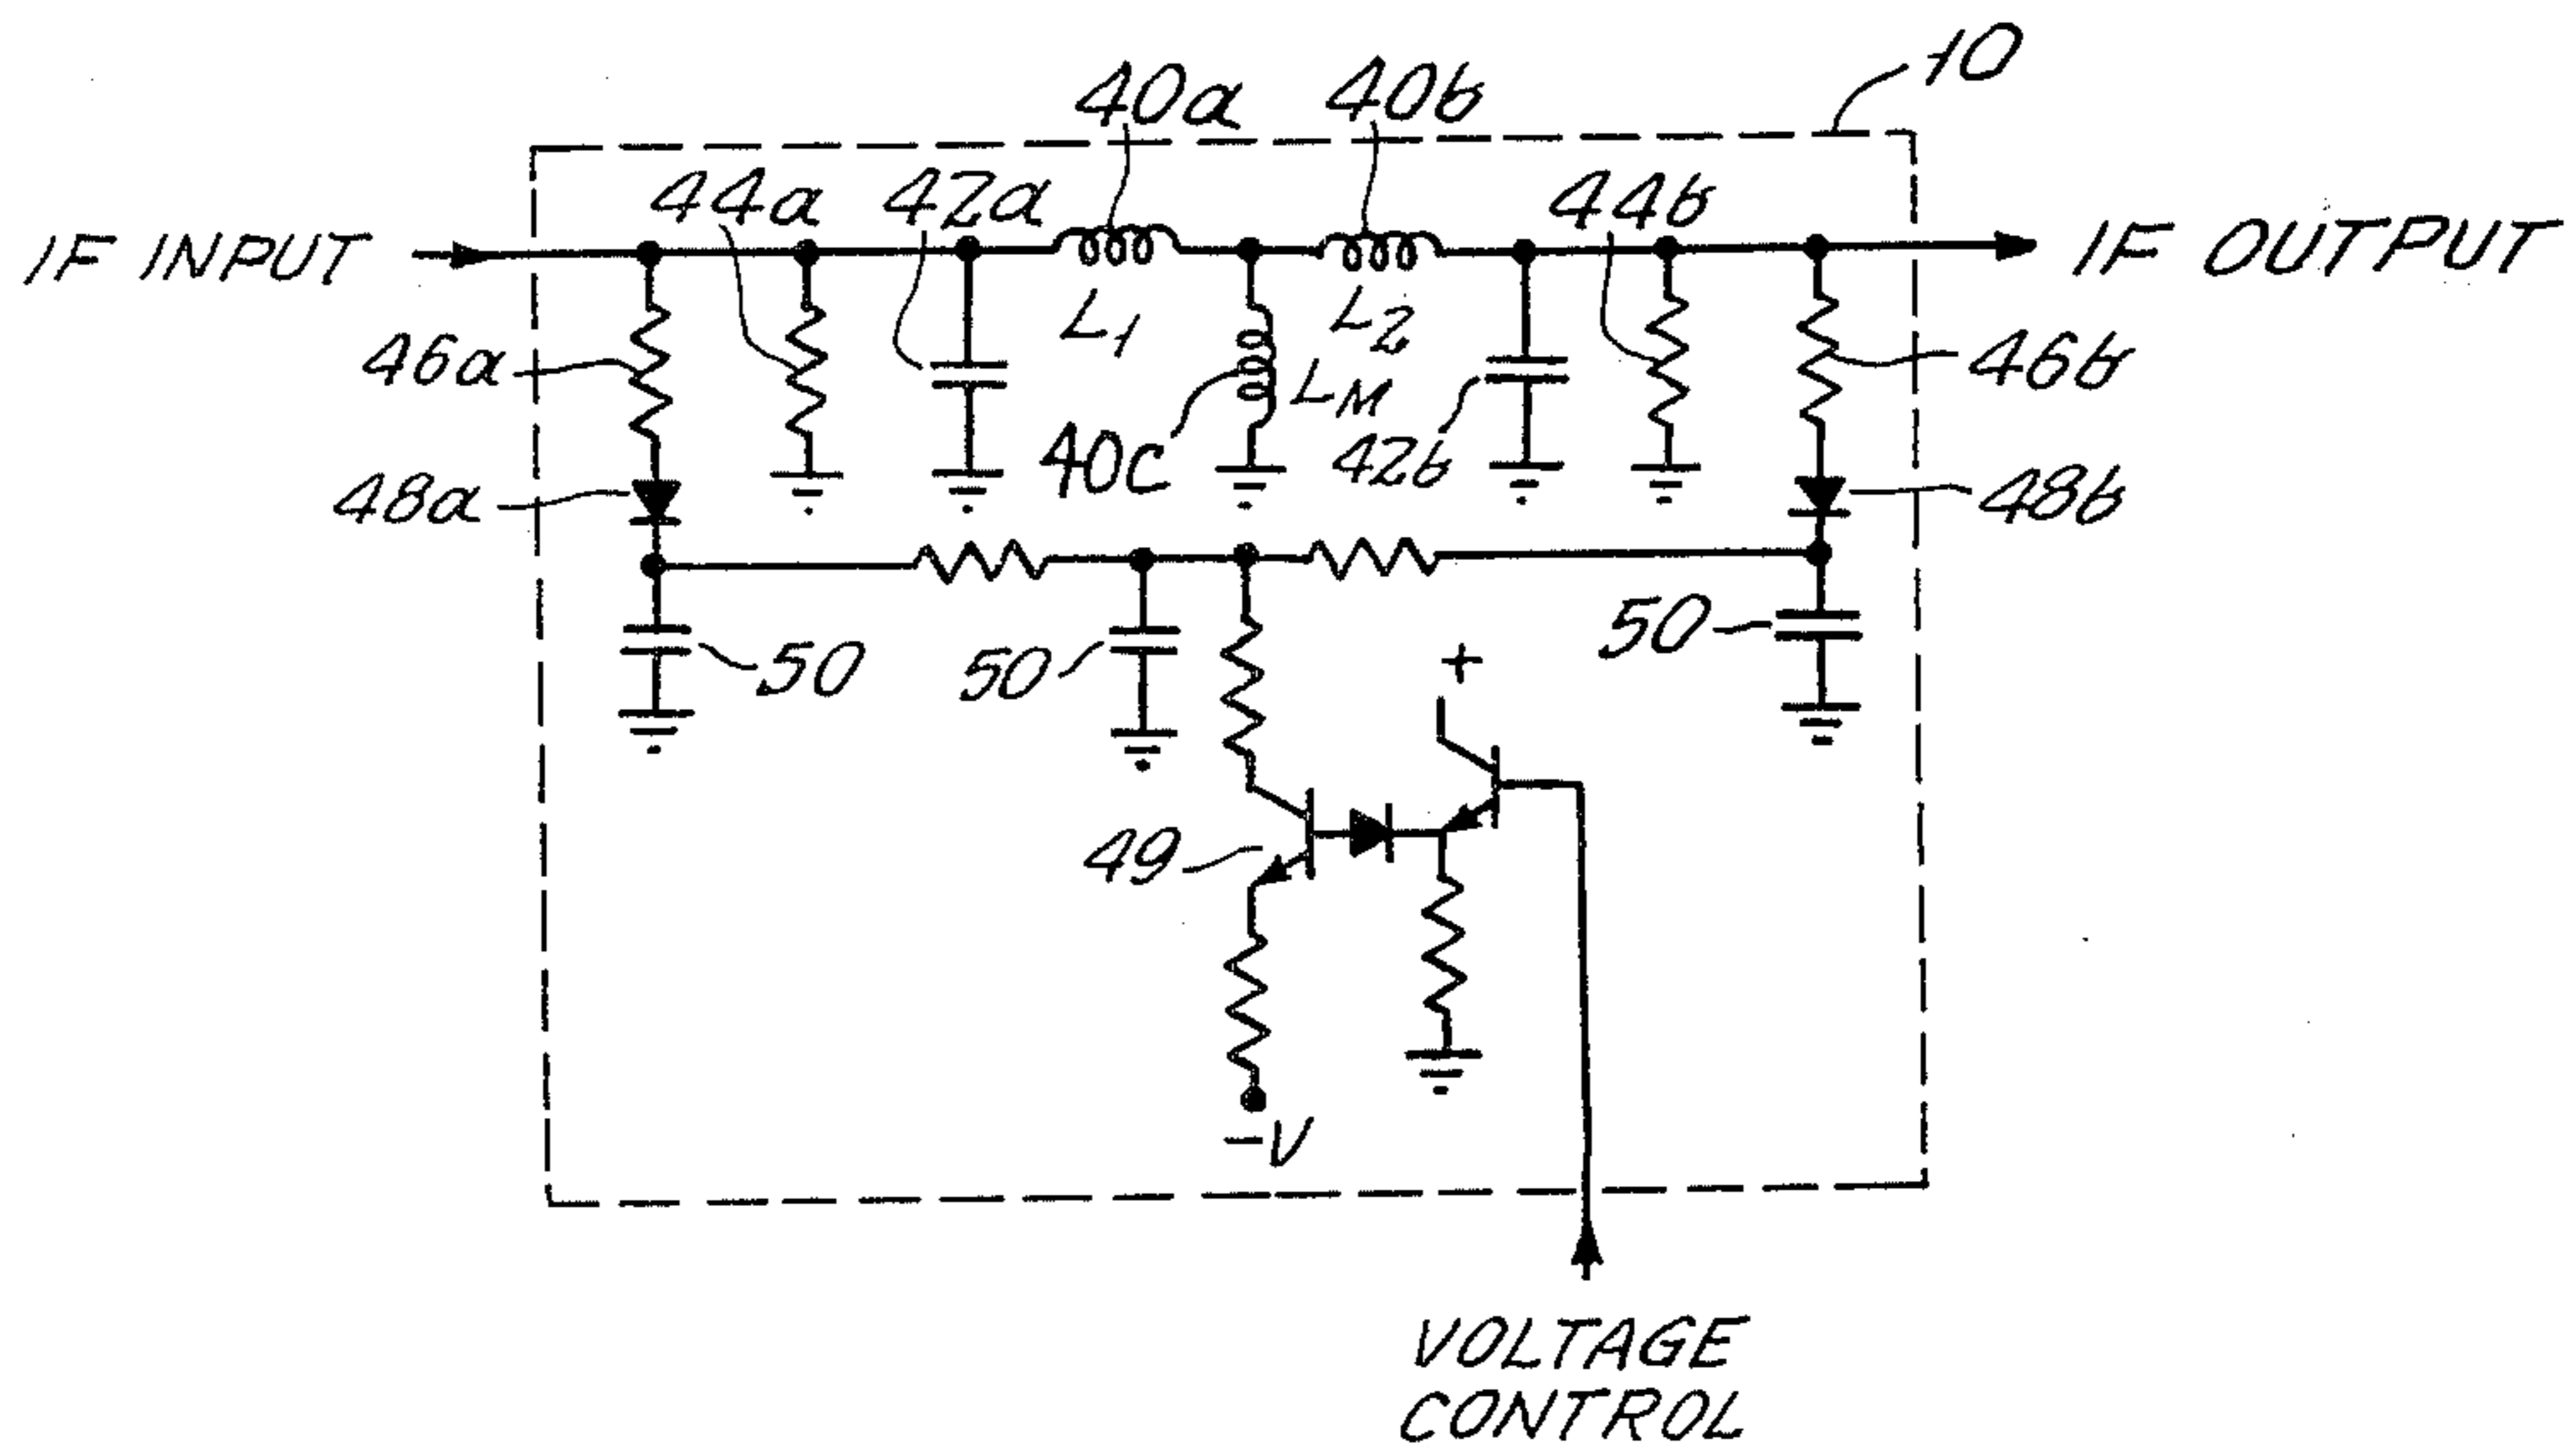 10
40a 40b
44a 42a 44b
IF INPUT IF OUTPUT
L1 L2
46a LM 46b
40c 42b
48a 48b
50 50 50
+
49
-V
VOLTAGE
CONTROL